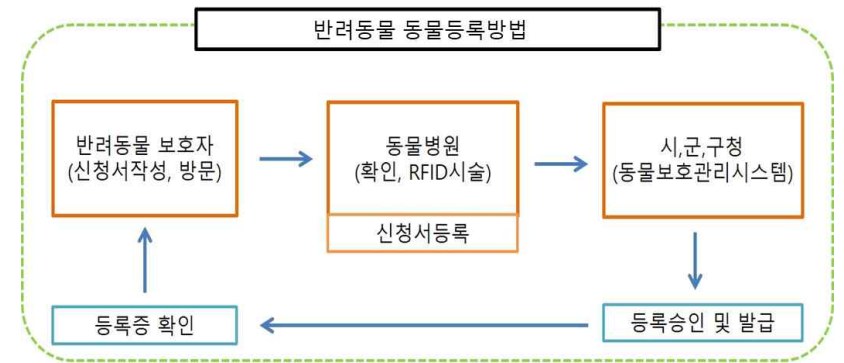 반려동물 동물등록방법
반려동물 보호자
(신청서작성, 방문)
동물병원
(확인, RFID시술)
신청서등록
시,군,구청
(동물보호관리시스템)
등록승인 및 발급
등록증 확인